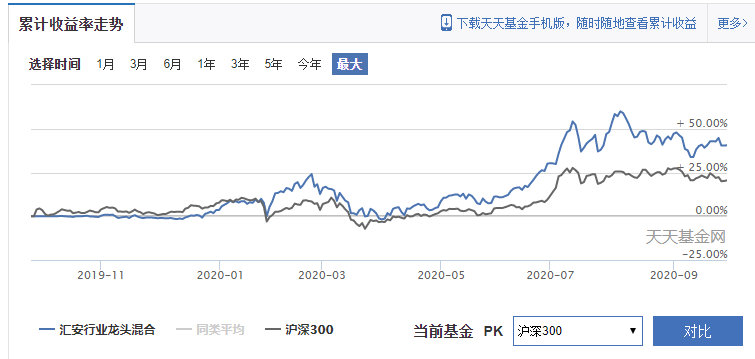 累计收益率走势
下载天天基金手机版，随时随地查看累计收益
更多>
选择时间 1月 3月 6月 1年 3年 5年 今年 最大
+ 50.00%
+ 25.00%
0.00%
天天基金网
−25.00%
2019-11 2020-01 2020-03 2020-05 2020-07 2020-09
汇安行业龙头混合 同类平均 沪深300
当前基金 PK 沪深300 对比